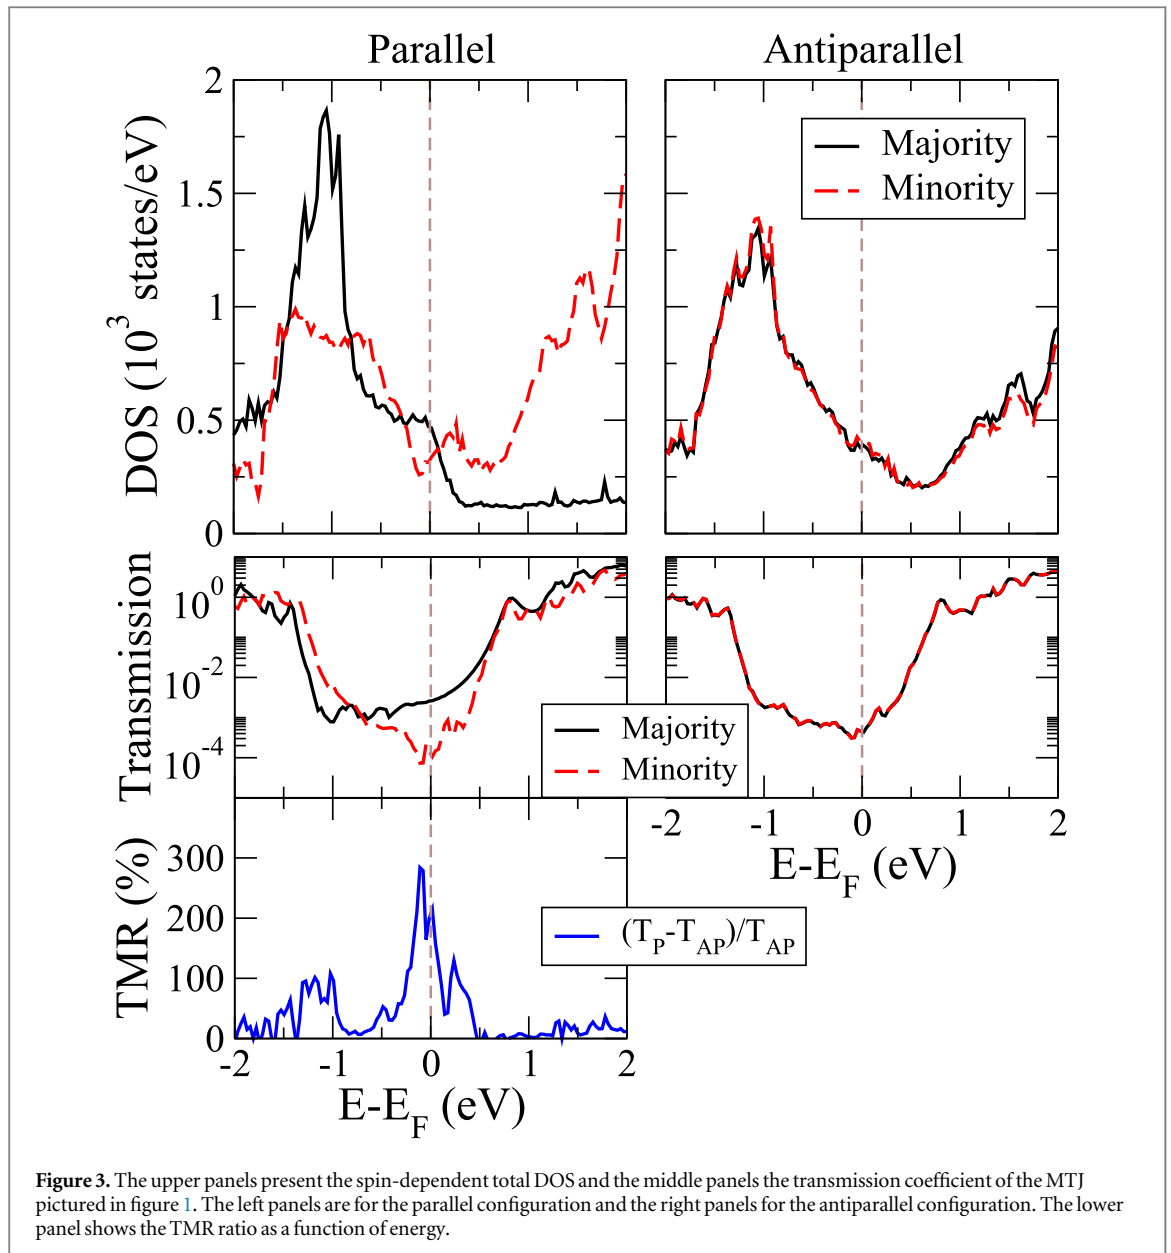 Parallel
Antiparallel
2
1.5
1
0.5
0
DOS (10^3 states/eV)
Majority
Minority
10^0
10^-2
10^-4
Transmission
Majority
Minority
-2 -1 0 1 2
E-E_F (eV)
300
200
100
0
TMR (%)
(T_P-T_AP)/T_AP
-2 -1 0 1 2
E-E_F (eV)
Figure 3. The upper panels present the spin-dependent total DOS and the middle panels the transmission coefficient of the MTJ
pictured in figure 1. The left panels are for the parallel configuration and the right panels for the antiparallel configuration. The lower
panel shows the TMR ratio as a function of energy.